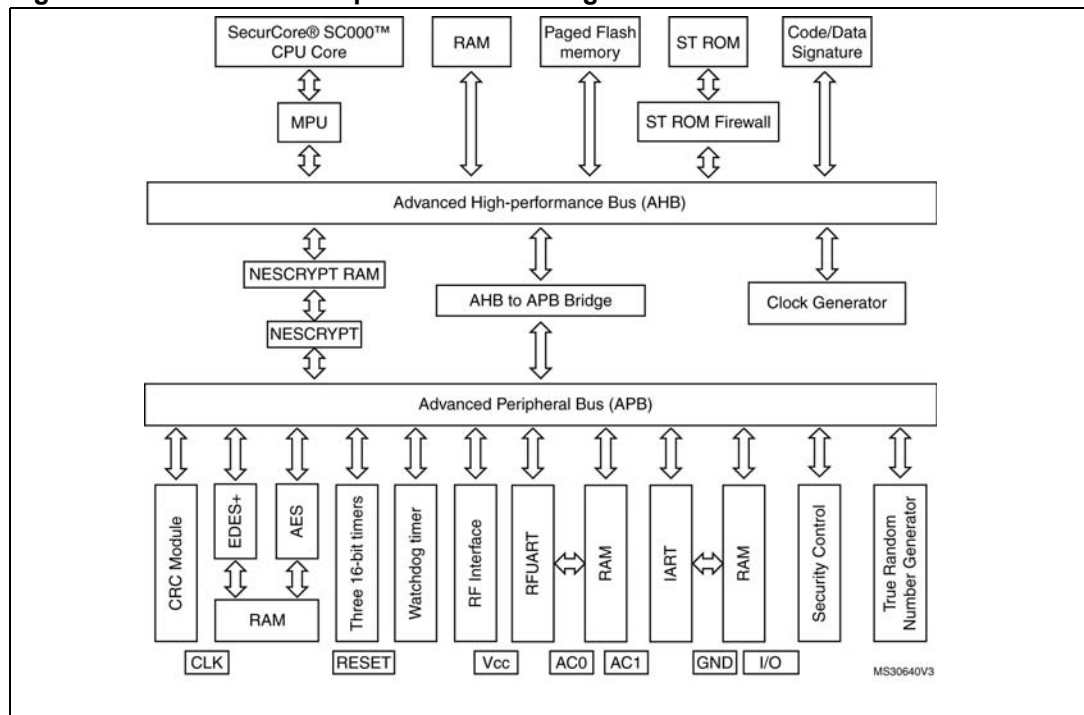 SecurCore® SC000™
CPU Core
RAM
Paged Flash
memory
ST ROM
Code/Data
Signature
MPU
ST ROM Firewall
Advanced High-performance Bus (AHB)
NESCRYPT RAM
AHB to APB Bridge
Clock Generator
NESCRYPT
Advanced Peripheral Bus (APB)
CRC Module
EDES+
AES
RAM
Three 16-bit timers
Watchdog timer
RF Interface
RFUART
RAM
IART
RAM
Security Control
True Random
Number Generator
CLK
RESET
Vcc
AC0
AC1
GND
I/O
MS30640V3